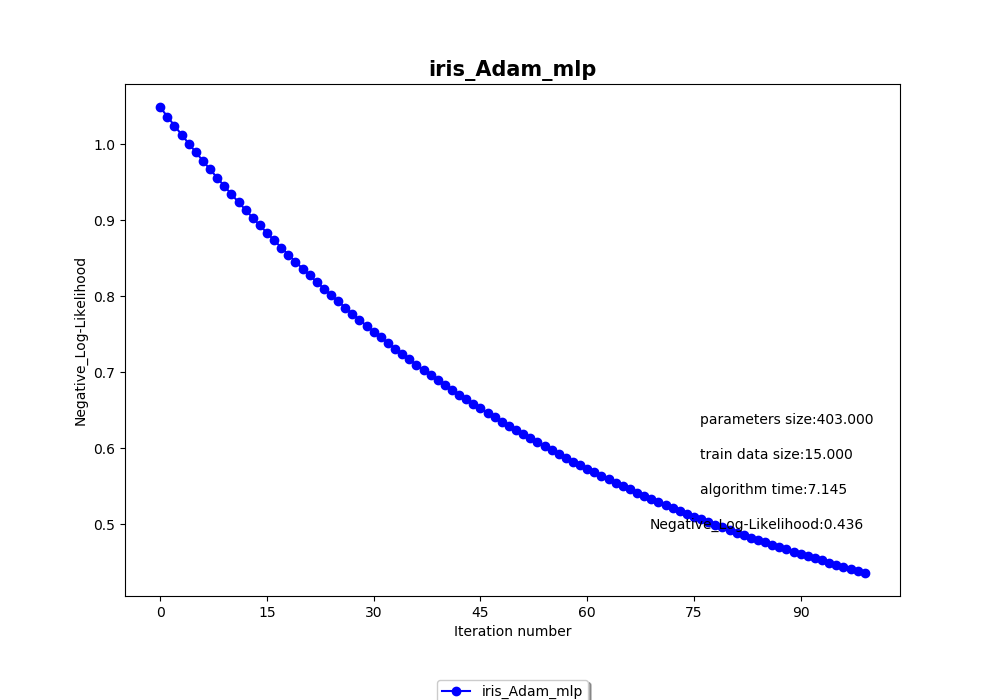 iris_Adam_mlp
1.0
0.9
0.8
0.7
0.6
0.5
Negative_Log-Likelihood
parameters size:403.000
train data size:15.000
algorithm time:7.145
Negative_Log-Likelihood:0.436
0 15 30 45 60 75 90
Iteration number
iris_Adam_mlp